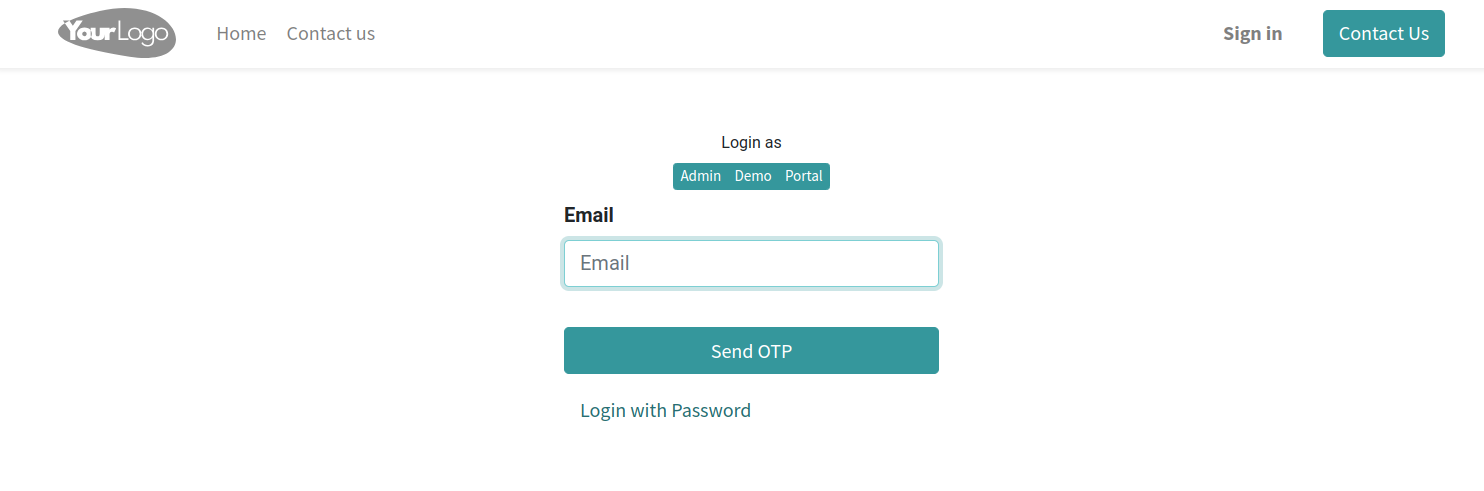 YourLogo Home Contact us Sign in Contact Us
Login as
Admin Demo Portal
Email
Email
Send OTP
Login with Password